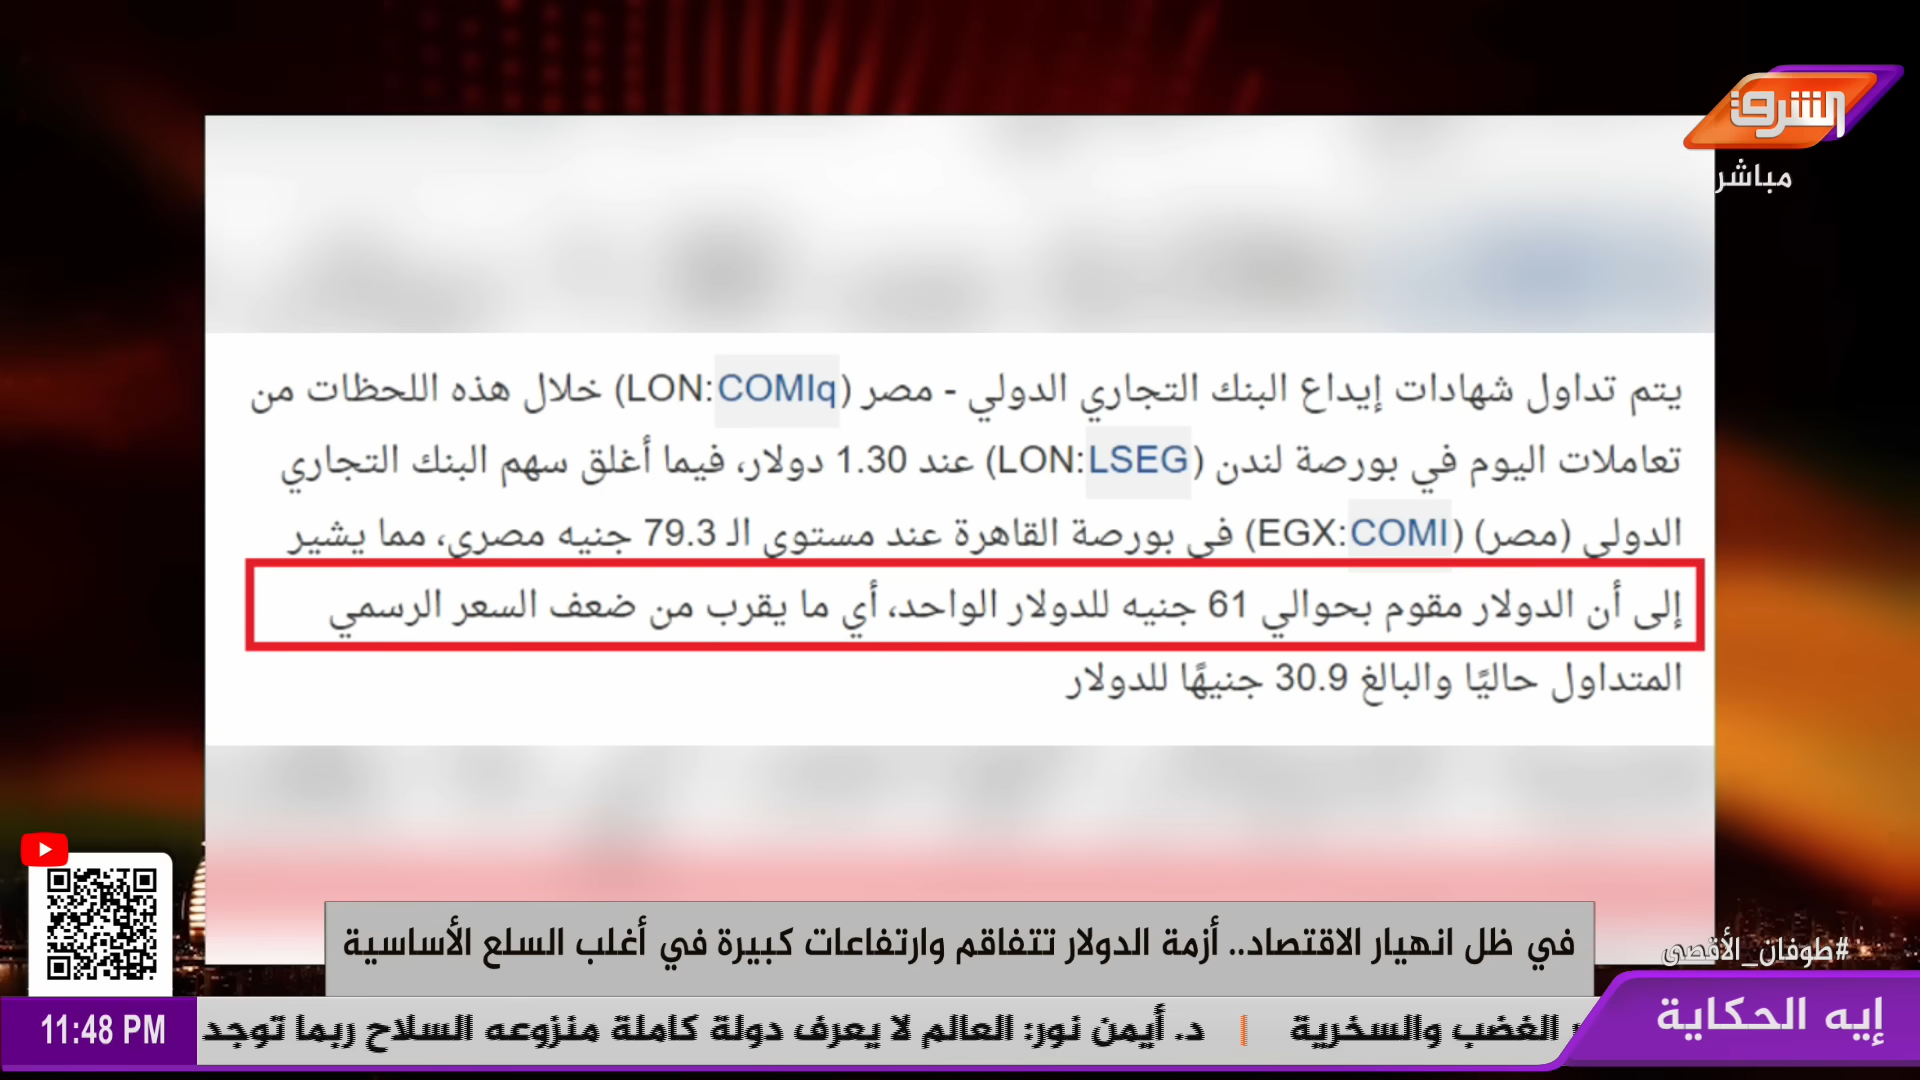 الشرق
مباشر
يتم تداول شهادات إيداع البنك التجاري الدولي - مصر (LON:COMIq) خلال هذه اللحظات من
تعاملات اليوم في بورصة لندن (LON:LSEG) عند 1.30 دولار، فيما أغلق سهم البنك التجاري
الدولي (مصر) (EGX:COMI) في بورصة القاهرة عند مستوى الـ 79.3 جنيه مصري، مما يشير
إلى أن الدولار مقوم بحوالي 61 جنيه للدولار الواحد، أي ما يقرب من ضعف السعر الرسمي
المتداول حاليًا والبالغ 30.9 جنيهًا للدولار
في ظل انهيار الاقتصاد.. أزمة الدولار تتفاقم وارتفاعات كبيرة في أغلب السلع الأساسية
#طوفان_الأقصى
إيه الحكاية
الغضب والسخرية | د. أيمن نور: العالم لا يعرف دولة كاملة منزوعه السلاح ربما توجد
11:48 PM